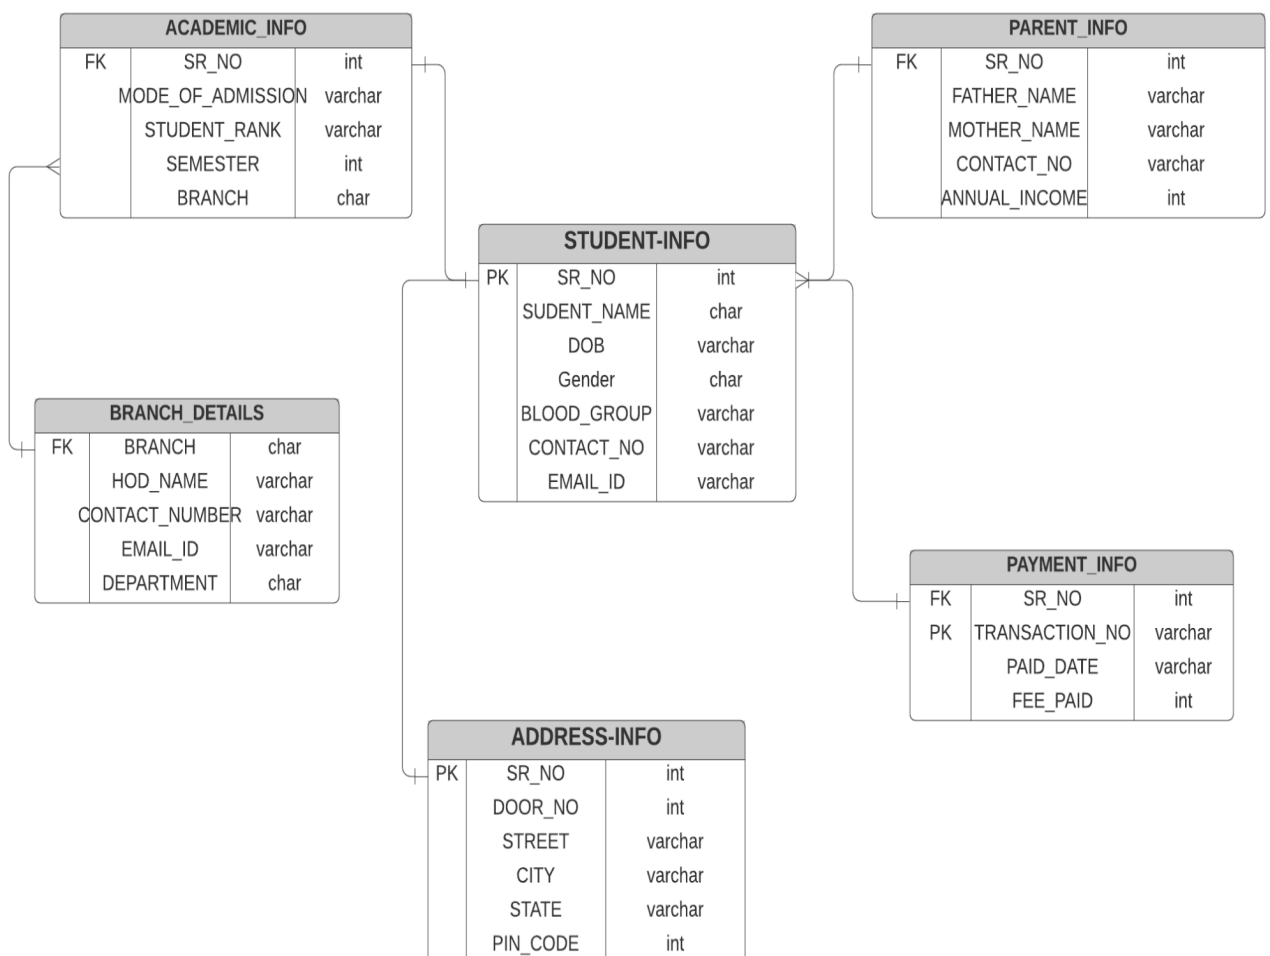 ACADEMIC_INFO
FK SR_NO int
MODE_OF_ADMISSION varchar
STUDENT_RANK varchar
SEMESTER int
BRANCH char
PARENT_INFO
FK SR_NO int
FATHER_NAME varchar
MOTHER_NAME varchar
CONTACT_NO varchar
ANNUAL_INCOME int
STUDENT-INFO
PK SR_NO int
SUDENT_NAME char
DOB varchar
Gender char
BLOOD_GROUP varchar
CONTACT_NO varchar
EMAIL_ID varchar
BRANCH_DETAILS
FK BRANCH char
HOD_NAME varchar
CONTACT_NUMBER varchar
EMAIL_ID varchar
DEPARTMENT char
PAYMENT_INFO
FK SR_NO int
PK TRANSACTION_NO varchar
PAID_DATE varchar
FEE_PAID int
ADDRESS-INFO
PK SR_NO int
DOOR_NO int
STREET varchar
CITY varchar
STATE varchar
PIN_CODE int